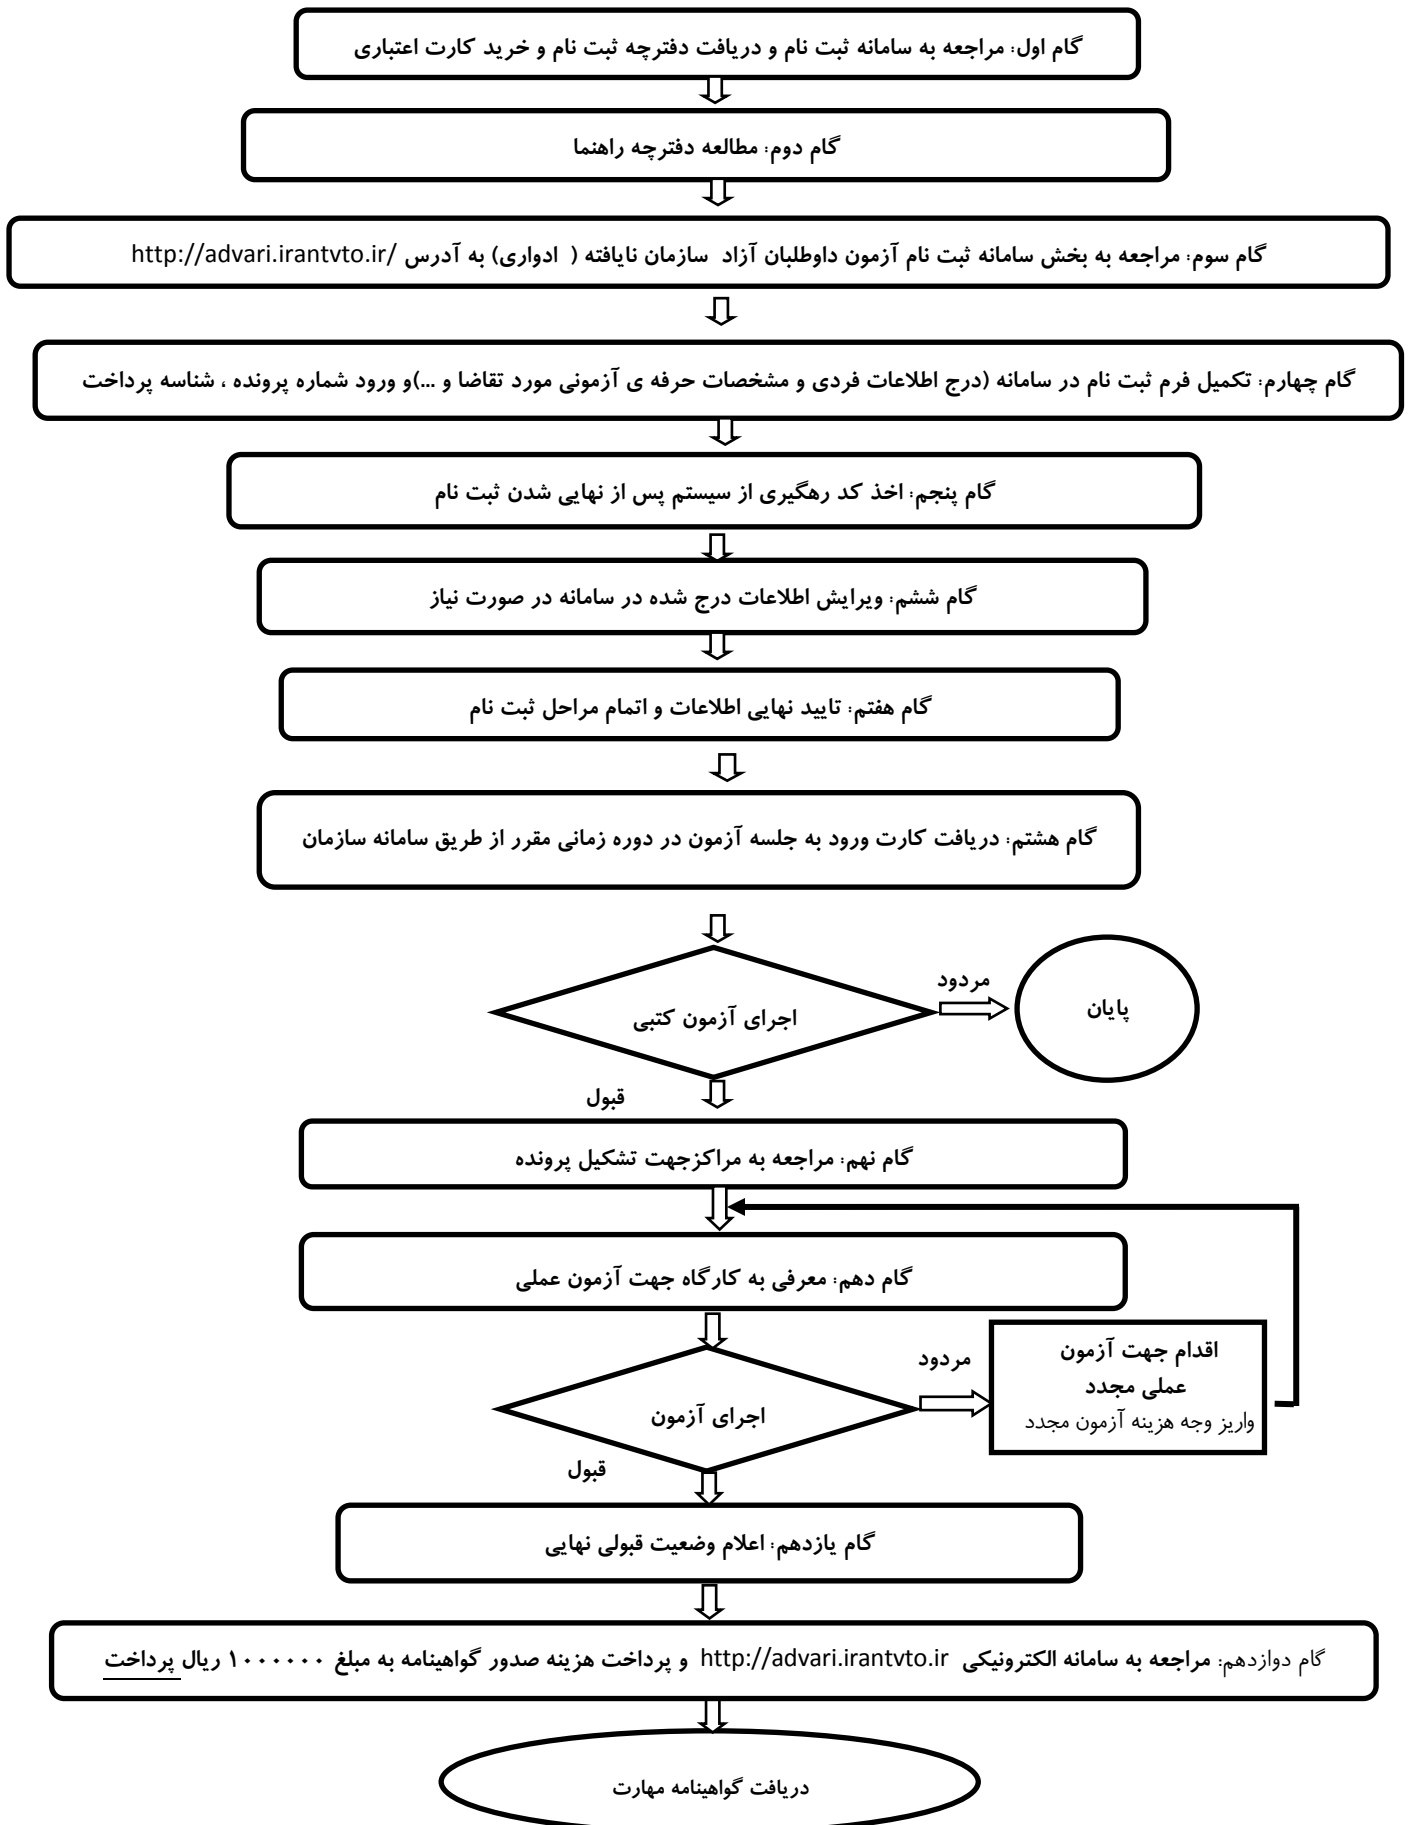 گام اول: مراجعه به سامانه ثبت نام و دریافت دفترچه ثبت نام و خرید کارت اعتباری
گام دوم: مطالعه دفترچه راهنما
گام سوم: مراجعه به بخش سامانه ثبت نام آزمون داوطلبان آزاد سازمان نایافته ( ادواری) به آدرس http://advari.irantvto.ir/
گام چهارم: تکمیل فرم ثبت نام در سامانه (درج اطلاعات فردی و مشخصات حرفه ی آزمونی مورد تقاضا و ...)و ورود شماره پرونده ، شناسه پرداخت
گام پنجم: اخذ کد رهگیری از سیستم پس از نهایی شدن ثبت نام
گام ششم: ویرایش اطلاعات درج شده در سامانه در صورت نیاز
گام هفتم: تایید نهایی اطلاعات و اتمام مراحل ثبت نام
گام هشتم: دریافت کارت ورود به جلسه آزمون در دوره زمانی مقرر از طریق سامانه سازمان
اجرای آزمون کتبی
مردود
پایان
قبول
گام نهم: مراجعه به مراکزجهت تشکیل پرونده
گام دهم: معرفی به کارگاه جهت آزمون عملی
اجرای آزمون
مردود
اقدام جهت آزمون
عملی مجدد
واریز وجه هزینه آزمون مجدد
قبول
گام یازدهم: اعلام وضعیت قبولی نهایی
گام دوازدهم: مراجعه به سامانه الکترونیکی http://advari.irantvto.ir و پرداخت هزینه صدور گواهینامه به مبلغ ۱۰۰۰۰۰۰ ریال پرداخت
دریافت گواهینامه مهارت